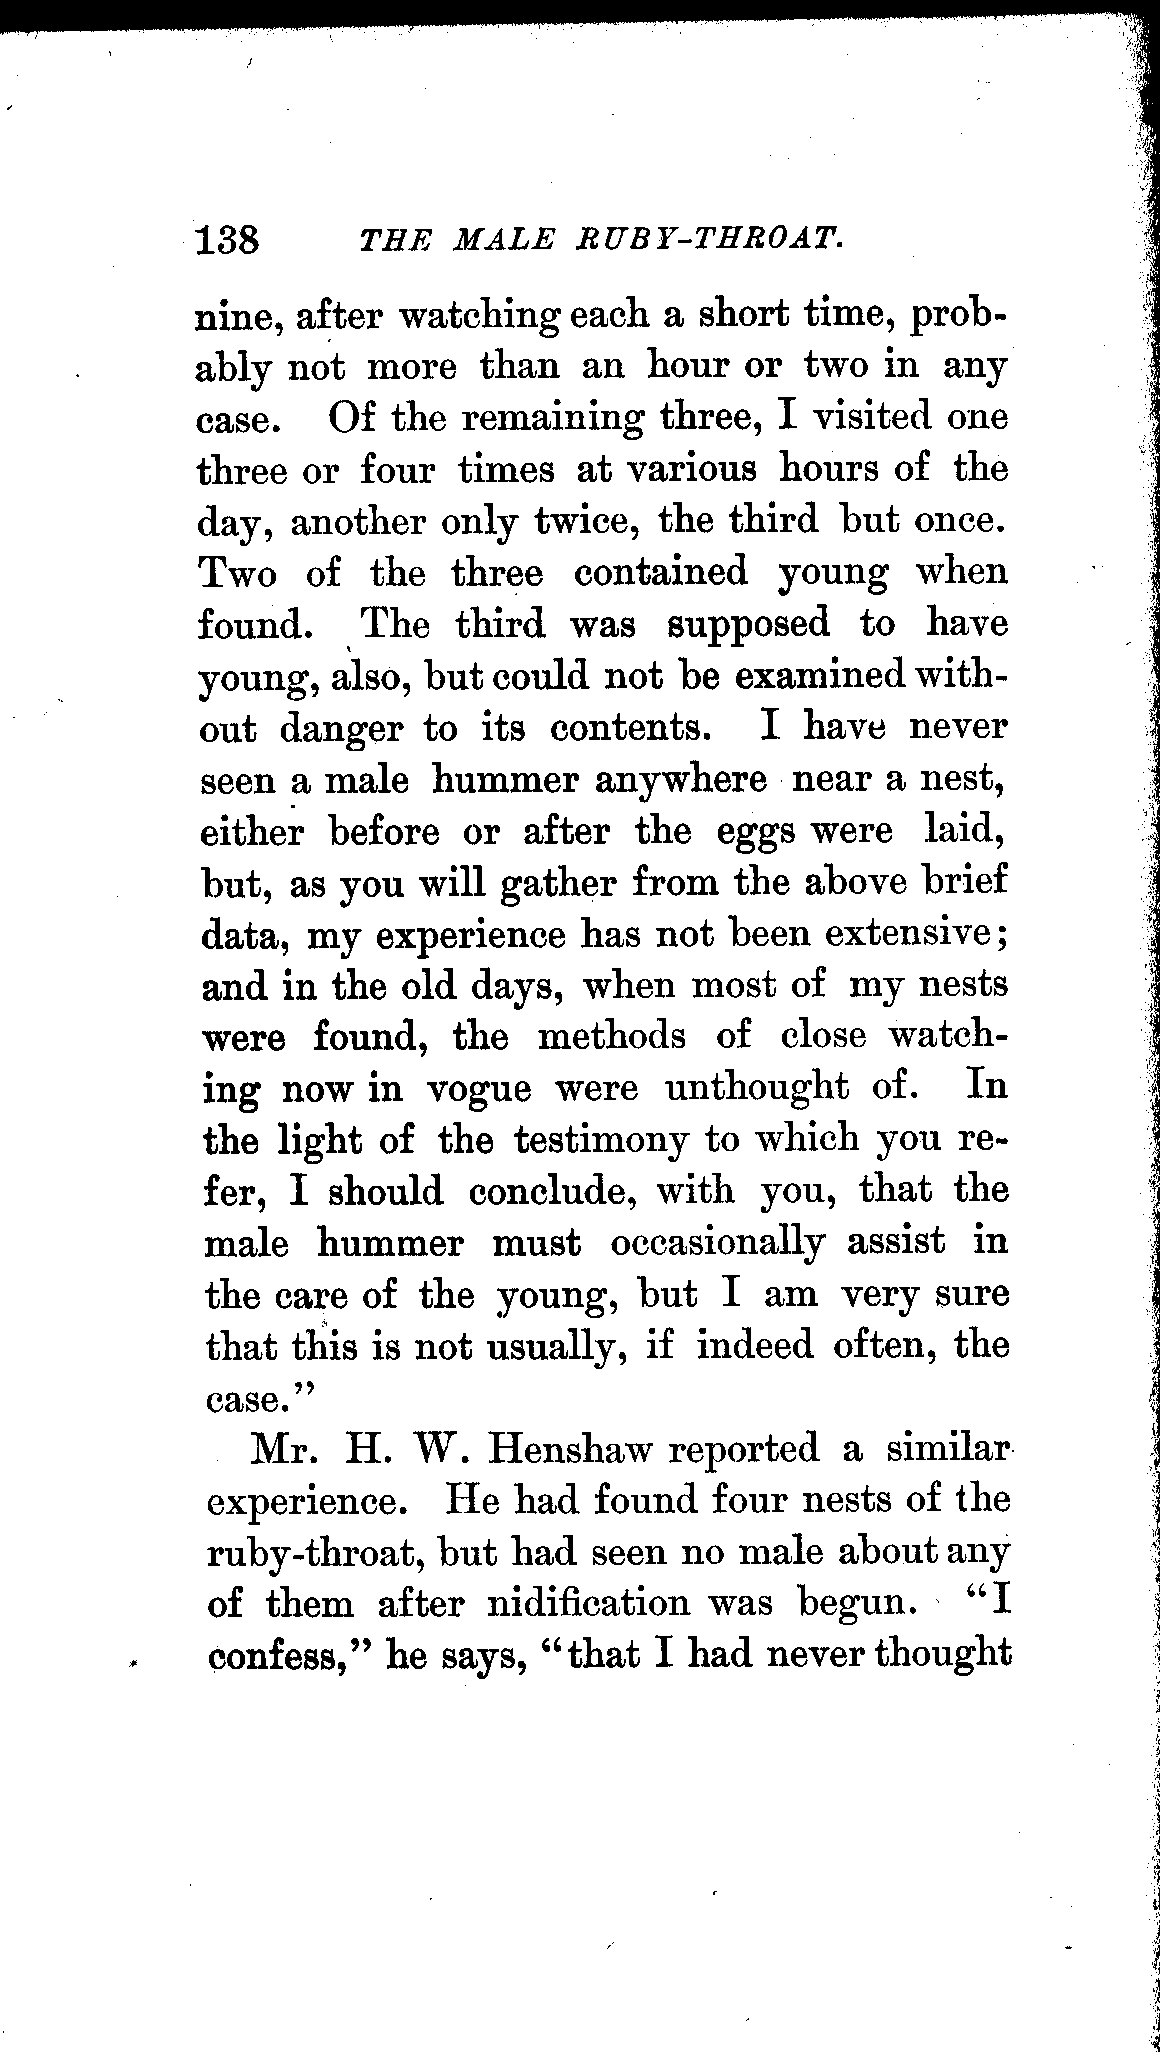 138 THE MALE RUBY-THROAT.
nine, after watching each a short time, prob-
ably not more than an hour or two in any
case. Of the remaining three, I visited one
three or four times at various hours of the
day, another only twice, the third but once.
Two of the three contained young when
found. The third was supposed to have
young, also, but could not be examined with-
out danger to its contents. I have never
seen a male hummer anywhere near a nest,
either before or after the eggs were laid,
but, as you will gather from the above brief
data, my experience has not been extensive;
and in the old days, when most of my nests
were found, the methods of close watch-
ing now in vogue were unthought of. In
the light of the testimony to which you re-
fer, I should conclude, with you, that the
male hummer must occasionally assist in
the care of the young, but I am very sure
that this is not usually, if indeed often, the
case."
Mr. H. W. Henshaw reported a similar
experience. He had found four nests of the
ruby-throat, but had seen no male about any
of them after nidification was begun. "I
confess," he says, "that I had never thought